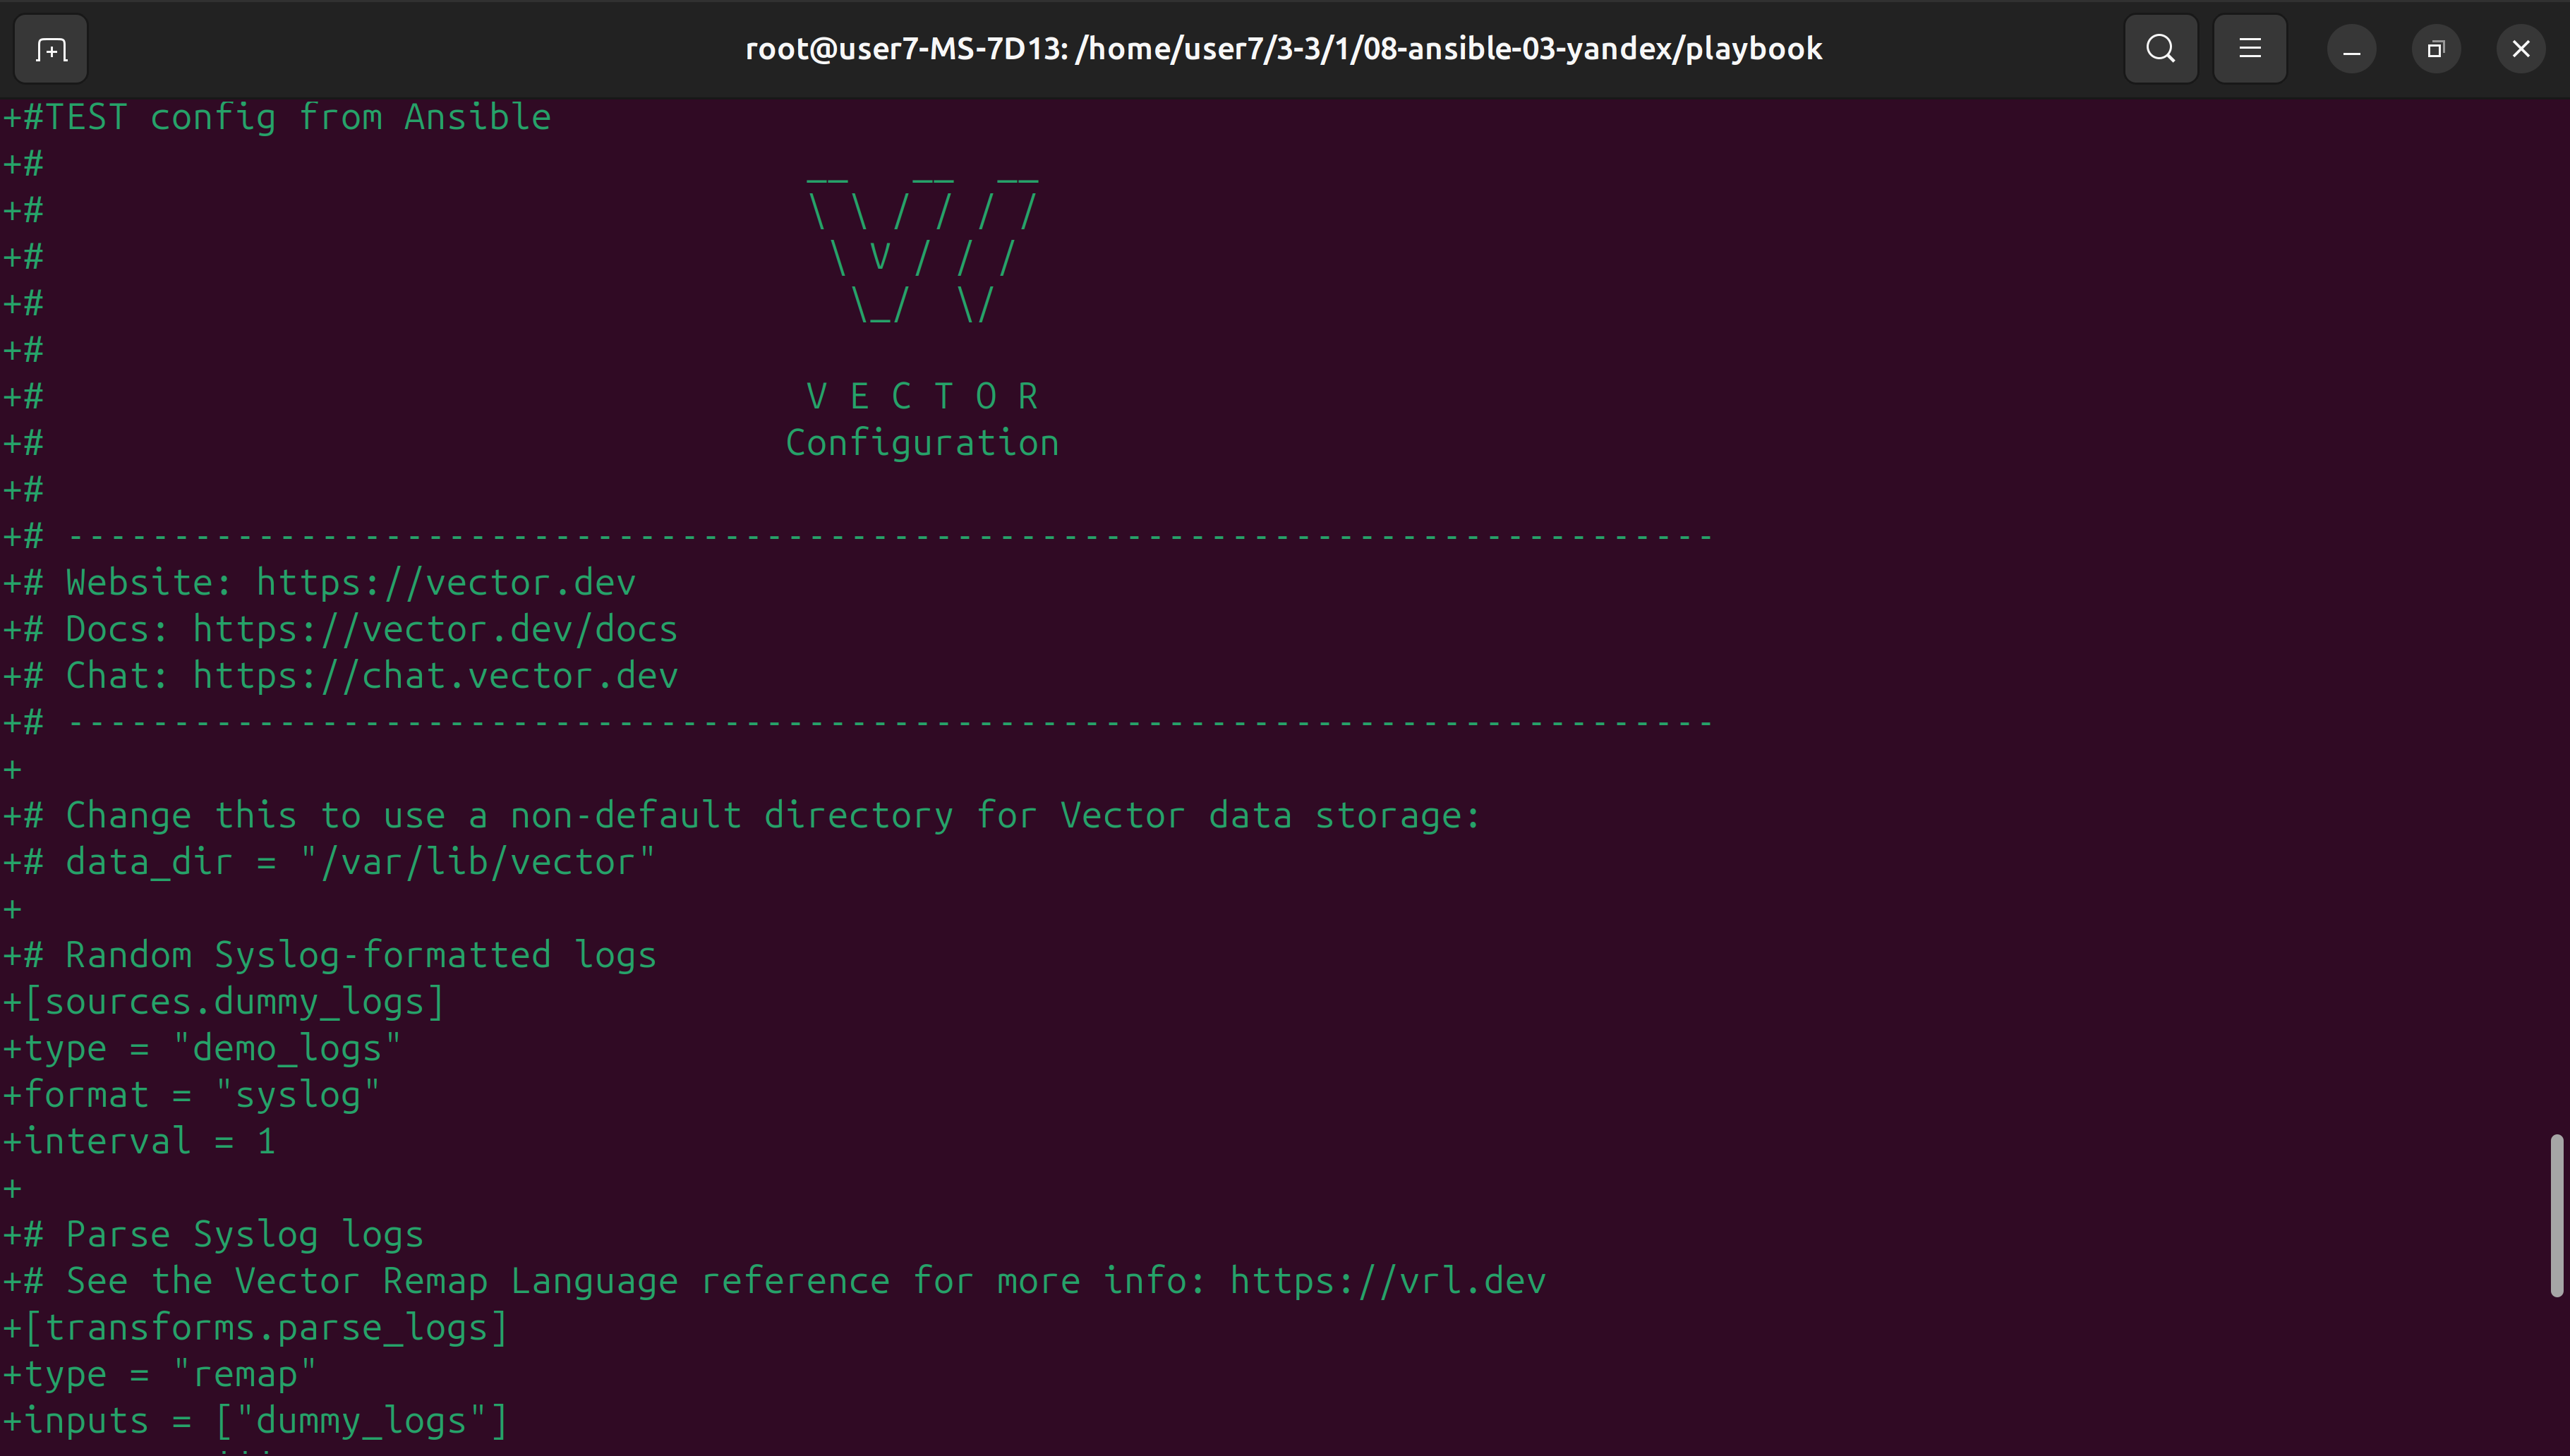 root@user7-MS-7D13: /home/user7/3-3/1/08-ansible-03-yandex/playbook
+#TEST config from Ansible
+#                                    __   __  __
+#                                    \ \ / / / /
+#                                     \ V / / /
+#                                      \_/  \/
+#
+#                                    V E C T O R
+#                                   Configuration
+#
+# ------------------------------------------------------------------------------
+# Website: https://vector.dev
+# Docs: https://vector.dev/docs
+# Chat: https://chat.vector.dev
+# ------------------------------------------------------------------------------
+
+# Change this to use a non-default directory for Vector data storage:
+# data_dir = "/var/lib/vector"
+
+# Random Syslog-formatted logs
+[sources.dummy_logs]
+type = "demo_logs"
+format = "syslog"
+interval = 1
+
+# Parse Syslog logs
+# See the Vector Remap Language reference for more info: https://vrl.dev
+[transforms.parse_logs]
+type = "remap"
+inputs = ["dummy_logs"]